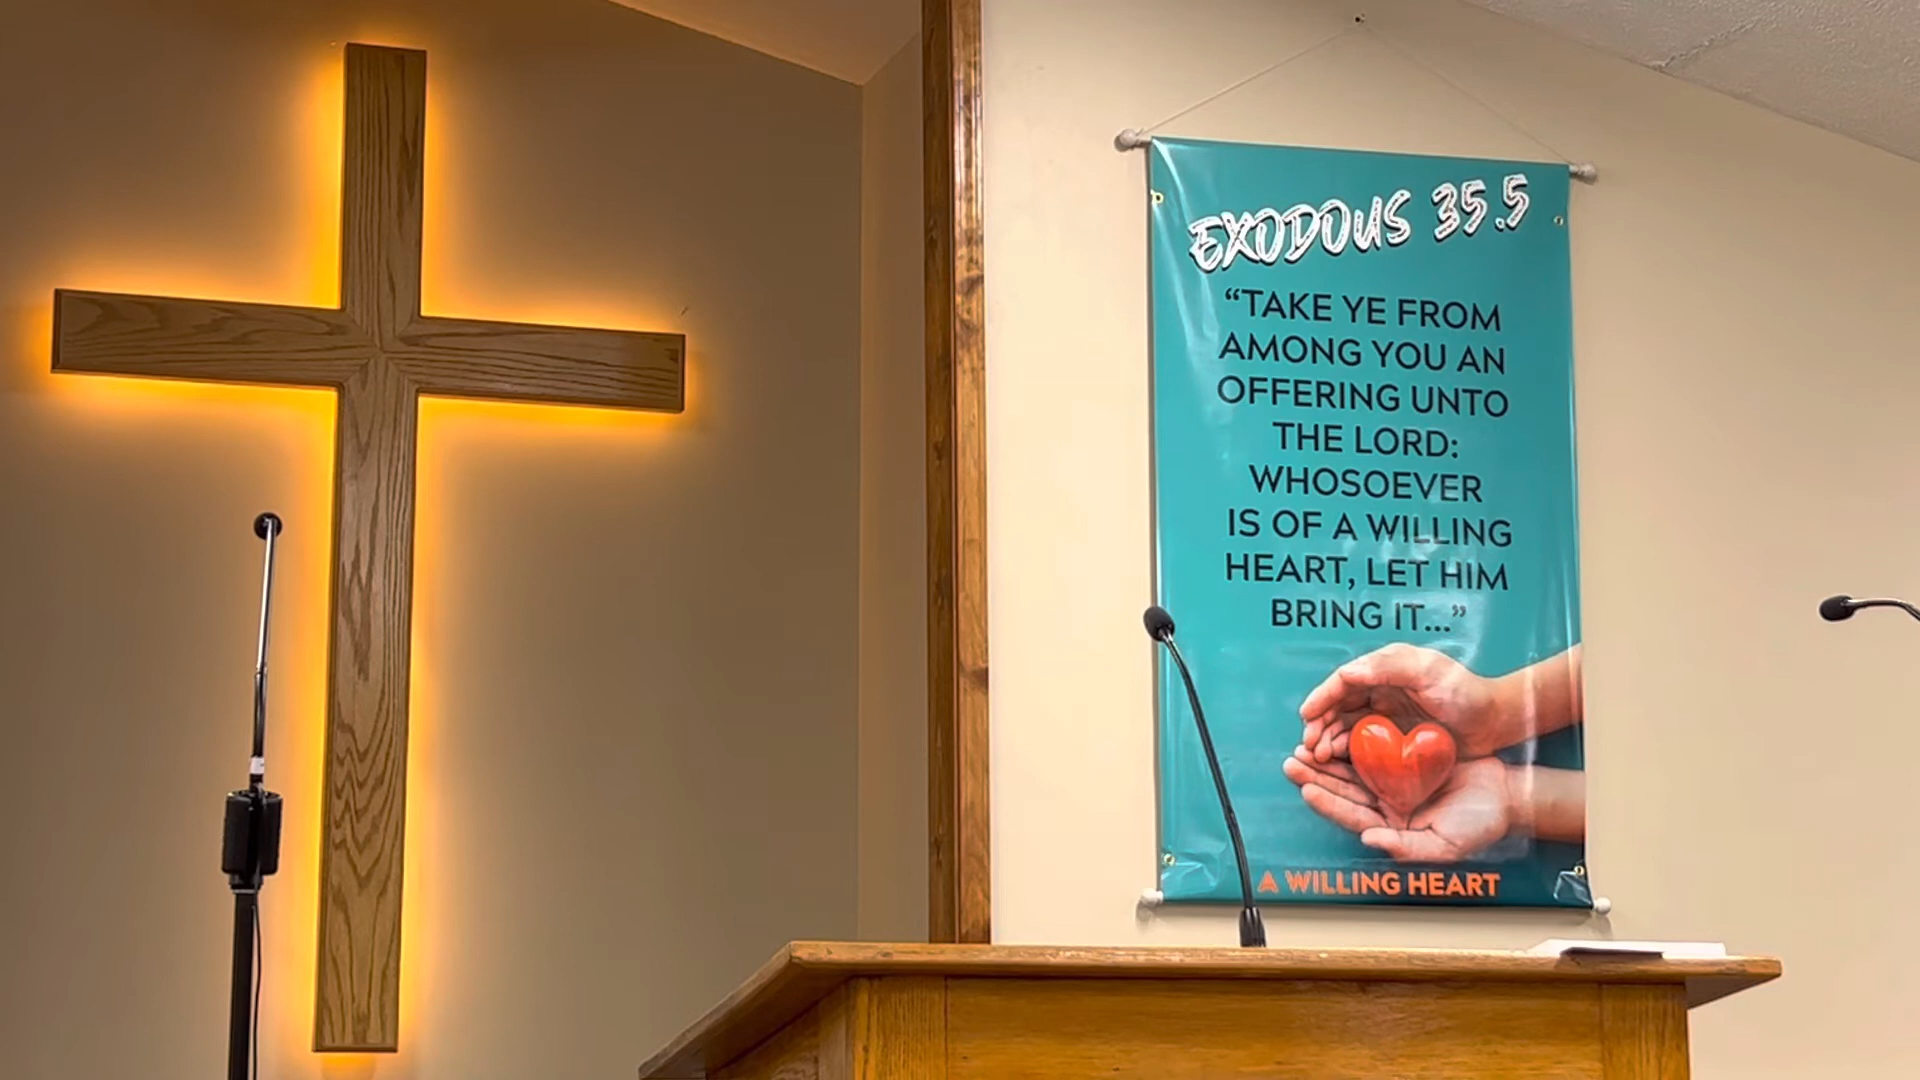 EXODOUS 35.5
“TAKE YE FROM
AMONG YOU AN
OFFERING UNTO
THE LORD:
WHOSOEVER
IS OF A WILLING
HEART, LET HIM
BRING IT...”
A WILLING HEART